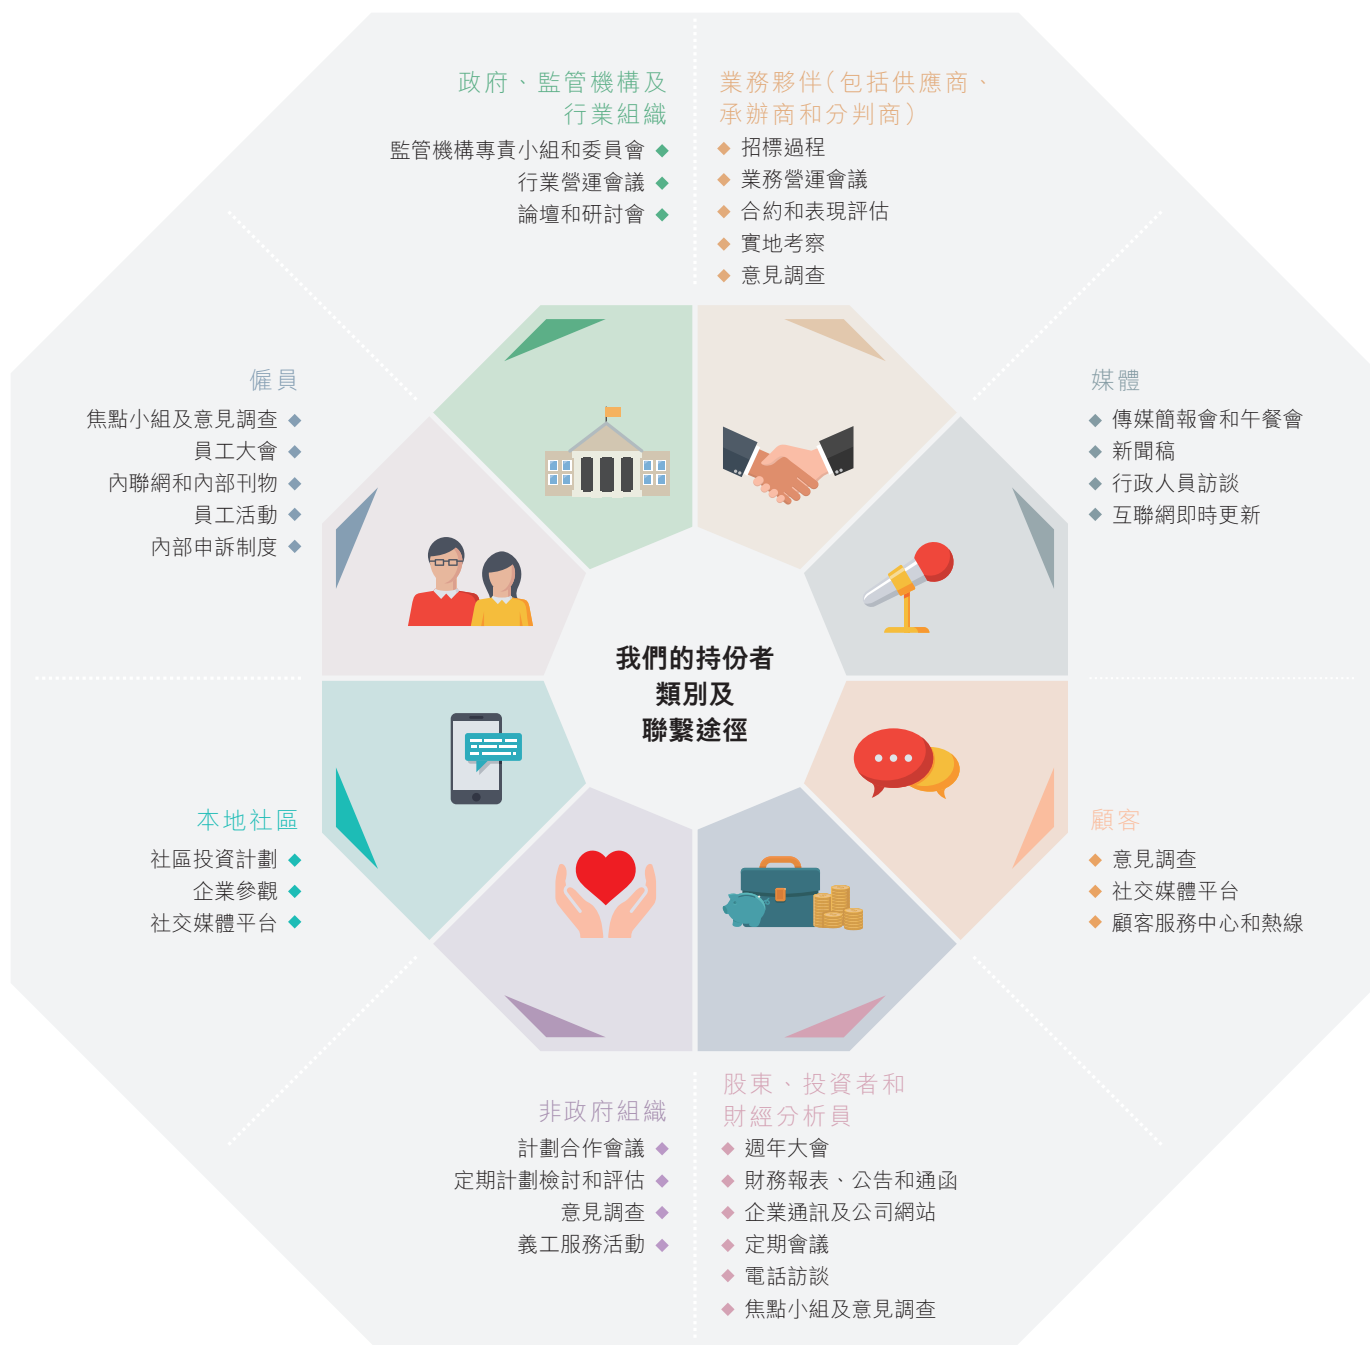 政府、監管機構及
行業組織
監管機構專責小組和委員會
行業營運會議
論壇和研討會
業務夥伴(包括供應商、
承辦商和分判商)
招標過程
業務營運會議
合約和表現評估
實地考察
意見調查
僱員
焦點小組及意見調查
員工大會
內聯網和內部刊物
員工活動
內部申訴制度
媒體
傳媒簡報會和午餐會
新聞稿
行政人員訪談
互聯網即時更新
我們的持份者
類別及
聯繫途徑
本地社區
社區投資計劃
企業參觀
社交媒體平台
顧客
意見調查
社交媒體平台
顧客服務中心和熱線
非政府組織
計劃合作會議
定期計劃檢討和評估
意見調查
義工服務活動
股東、投資者和
財經分析員
週年大會
財務報表、公告和通函
企業通訊及公司網站
定期會議
電話訪談
焦點小組及意見調查